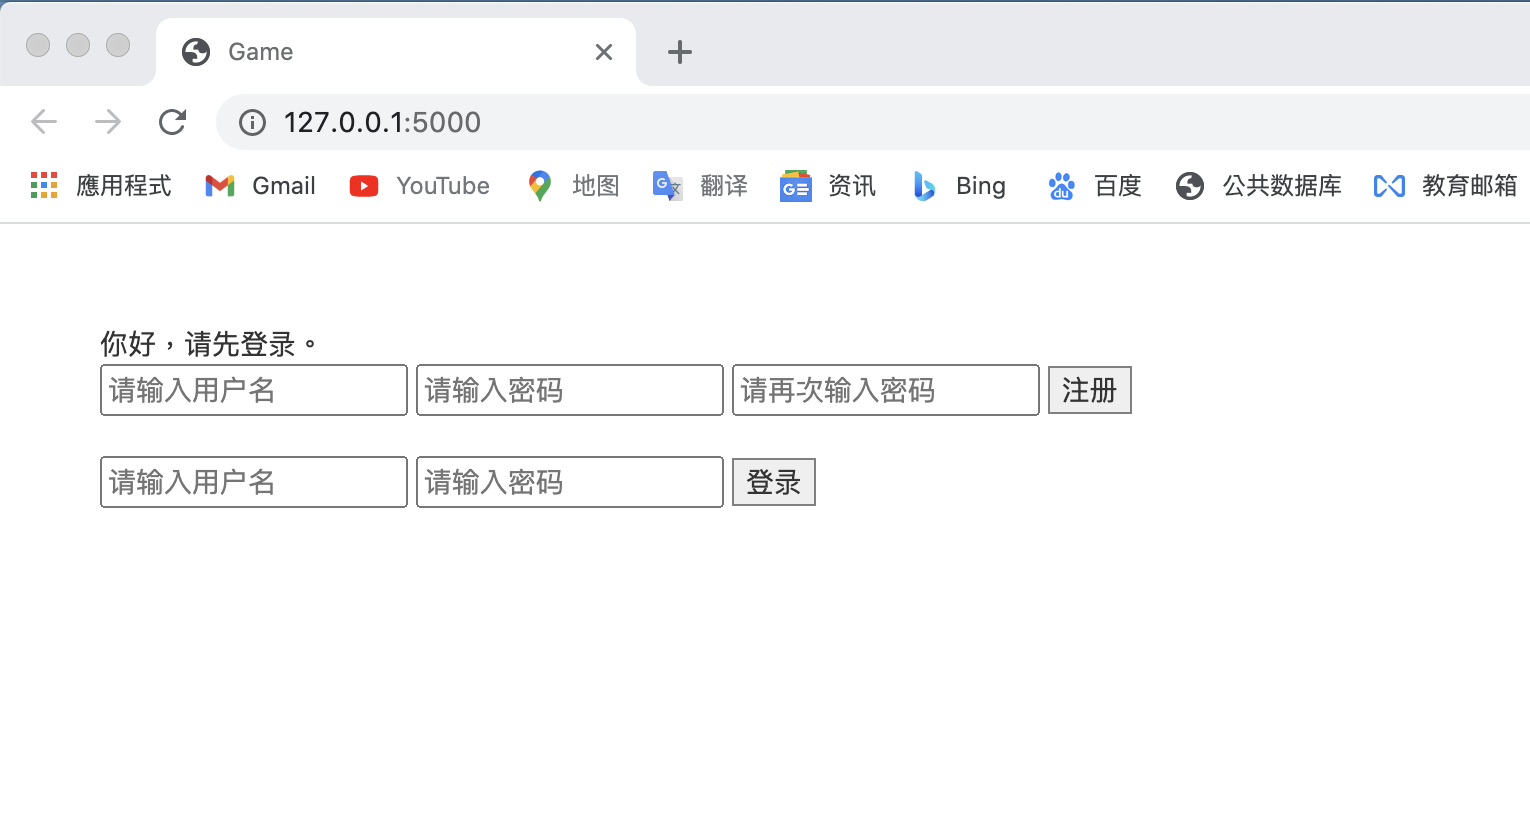 Game
127.0.0.1:5000
應用程式 Gmail YouTube 地图 翻译 资讯 Bing 百度 公共数据库 教育邮箱
你好，请先登录。
请输入用户名 请输入密码 请再次输入密码 注册
请输入用户名 请输入密码 登录